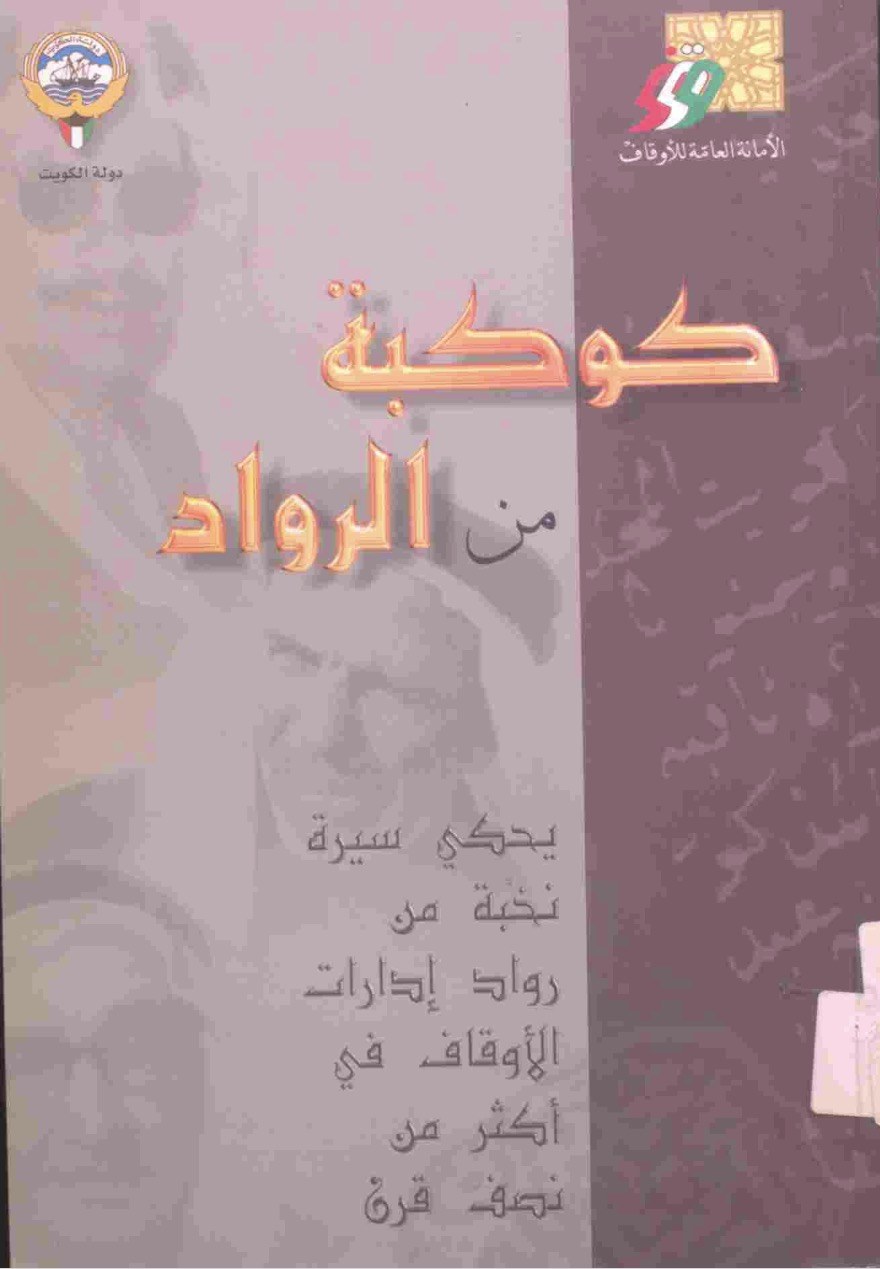 دولة الكويت
وقف
الأمانة العامة للأوقاف
كوكبة
من الرواد
يحكي سيرة
نخبة من
رواد إدارات
الأوقاف في
أكثر من
نصف قرن